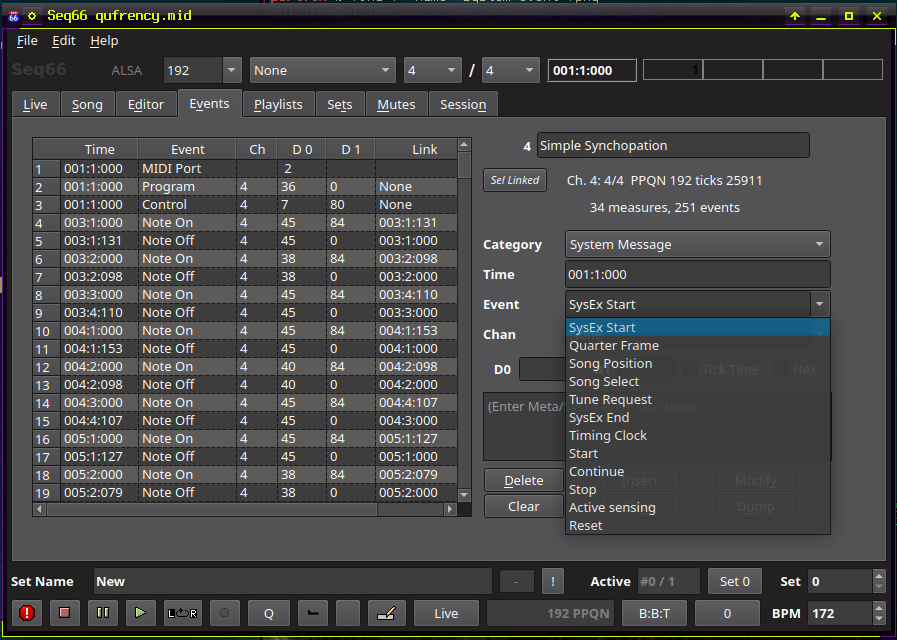 Seq66 qufrency.mid
File Edit Help
Seq66 ALSA 192 None 4 / 4 001:1:000 1
Live Song Editor Events Playlists Sets Mutes Session
Time Event Ch D 0 D 1 Link
1 001:1:000 MIDI Port 2
2 001:1:000 Program 4 36 0 None
3 001:1:000 Control 4 7 80 None
4 003:1:000 Note On 4 45 84 003:1:131
5 003:1:131 Note Off 4 45 0 003:1:000
6 003:2:000 Note On 4 38 84 003:2:098
7 003:2:098 Note Off 4 38 0 003:2:000
8 003:3:000 Note On 4 45 84 003:4:110
9 003:4:110 Note Off 4 45 0 003:3:000
10 004:1:000 Note On 4 45 84 004:1:153
11 004:1:153 Note Off 4 45 0 004:1:000
12 004:2:000 Note On 4 40 84 004:2:098
13 004:2:098 Note Off 4 40 0 004:2:000
14 004:3:000 Note On 4 45 84 004:4:107
15 004:4:107 Note Off 4 45 0 004:3:000
16 005:1:000 Note On 4 45 84 005:1:127
17 005:1:127 Note Off 4 45 0 005:1:000
18 005:2:000 Note On 4 38 84 005:2:079
19 005:2:079 Note Off 4 38 0 005:2:000
4 Simple Synchopation
Sel Linked Ch. 4: 4/4 PPQN 192 ticks 25911
34 measures, 251 events
Category System Message
Time 001:1:000
Event SysEx Start
Chan
D0
Tick Time Hex
(Enter Meta/
SysEx Start
Quarter Frame
Song Position
Song Select
Tune Request
SysEx End
Timing Clock
Start
Continue
Stop
Active sensing
Reset
Delete Insert Modify
Clear Dump
Set Name New - ! Active #0 / 1 Set 0 Set 0
L R Q Live 192 PPQN B:B:T 0 BPM 172